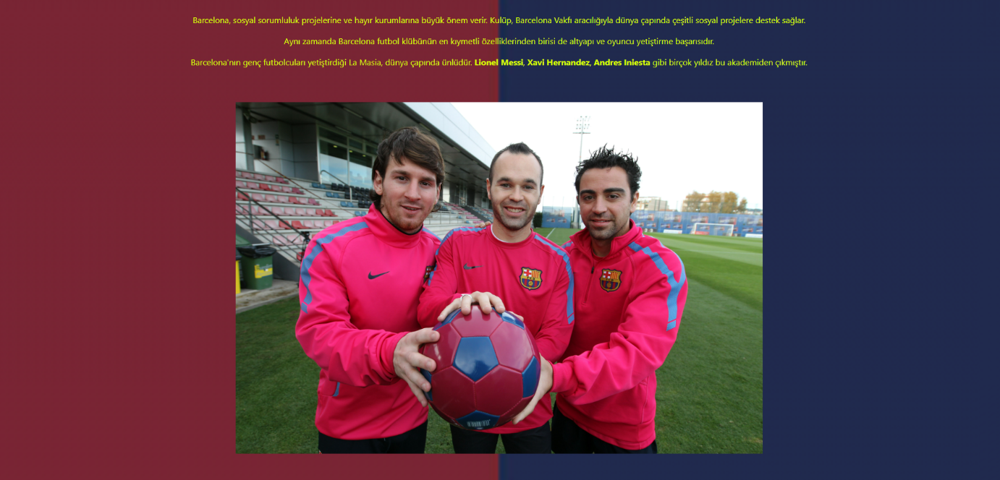 Barcelona, sosyal sorumluluk projelerine ve hayır kurumlarına büyük önem verir. Kulüp, Barcelona Vakfı aracılığıyla dünya çapında çeşitli sosyal projelere destek sağlar.
Aynı zamanda Barcelona futbol klübünün en kıymetli özelliklerinden birisi de altyapı ve oyuncu yetiştirme başarısıdır.
Barcelona'nın genç futbolcuları yetiştirdiği La Masia, dünya çapında ünlüdür. Lionel Messi, Xavi Hernandez, Andres Iniesta gibi birçok yıldız bu akademiden çıkmıştır.